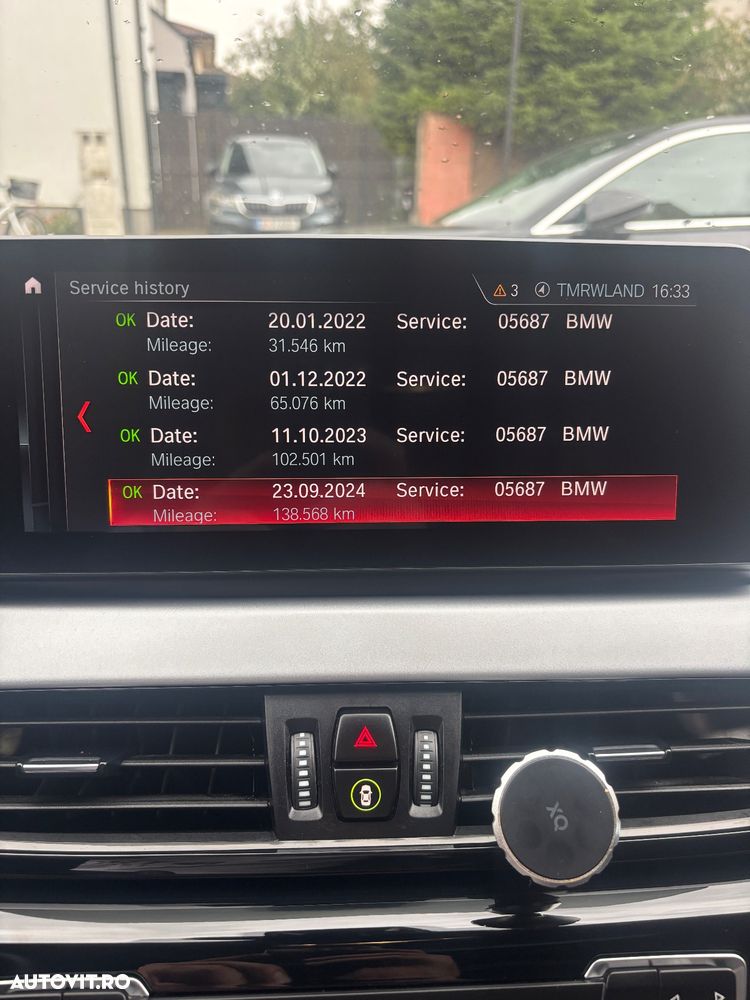 Service history
3 TMRWLAND 16:33
OK Date: 20.01.2022 Service: 05687 BMW
Mileage: 31.546 km
OK Date: 01.12.2022 Service: 05687 BMW
Mileage: 65.076 km
OK Date: 11.10.2023 Service: 05687 BMW
Mileage: 102.501 km
OK Date: 23.09.2024 Service: 05687 BMW
Mileage: 138.568 km
AUTOVIT.RO